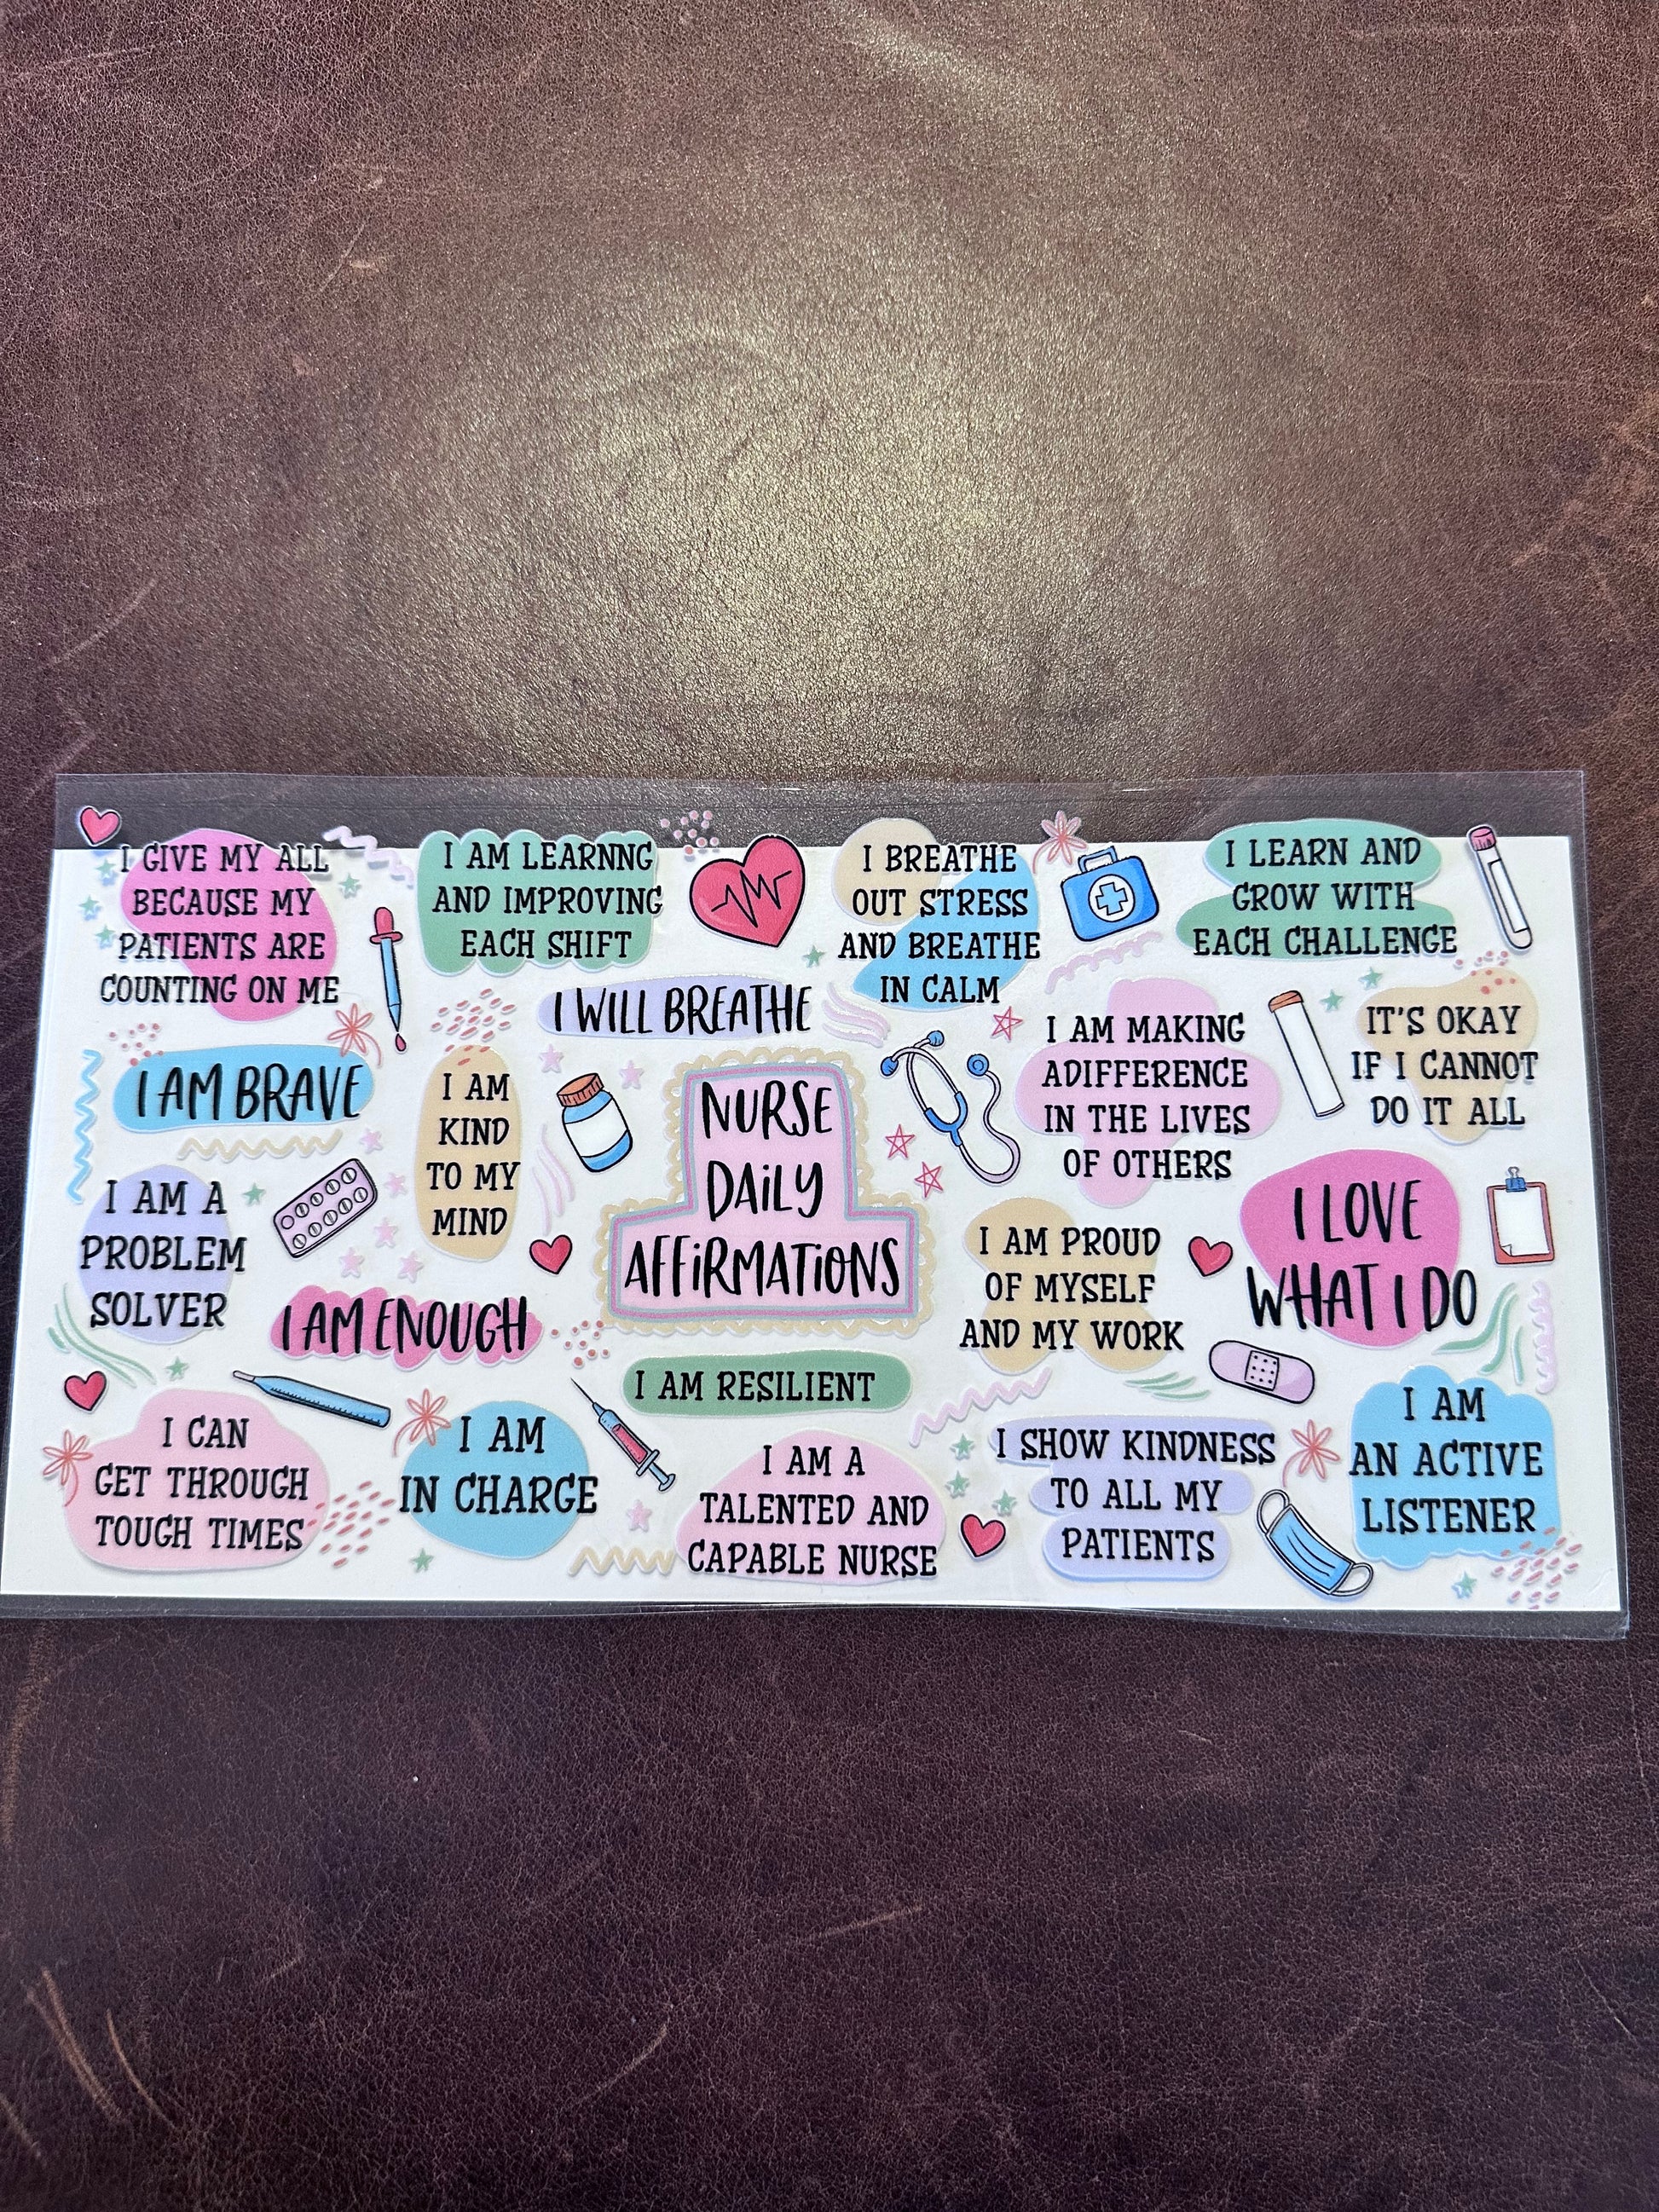 I GIVE MY ALL
BECAUSE MY
PATIENTS ARE
COUNTING ON ME
I AM LEARNNG
AND IMPROVING
EACH SHIFT
I BREATHE
OUT STRESS
AND BREATHE
IN CALM
I LEARN AND
GROW WITH
EACH CHALLENGE
I WILL BREATHE
I AM BRAVE
I AM
KIND
TO MY
MIND
NURSE
DAILY
AFFIRMATIONS
I AM MAKING
ADIFFERENCE
IN THE LIVES
OF OTHERS
IT'S OKAY
IF I CANNOT
DO IT ALL
I AM A
PROBLEM
SOLVER
I AM ENOUGH
I AM PROUD
OF MYSELF
AND MY WORK
I LOVE
WHAT I DO
I AM RESILIENT
I CAN
GET THROUGH
TOUGH TIMES
I AM
IN CHARGE
I AM A
TALENTED AND
CAPABLE NURSE
I SHOW KINDNESS
TO ALL MY
PATIENTS
I AM
AN ACTIVE
LISTENER